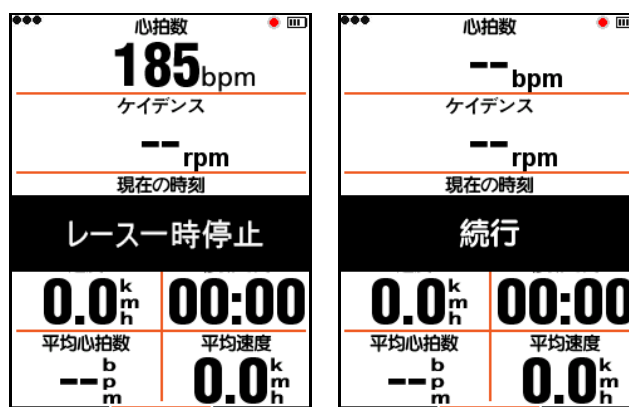 心拍数
185bpm
ケイデンス
--rpm
現在の時刻
レース一時停止
0.0kmh 00:00
平均心拍数 平均速度
--bpm 0.0kmh
心拍数
--bpm
ケイデンス
--rpm
現在の時刻
続行
0.0kmh 00:00
平均心拍数 平均速度
--bpm 0.0kmh